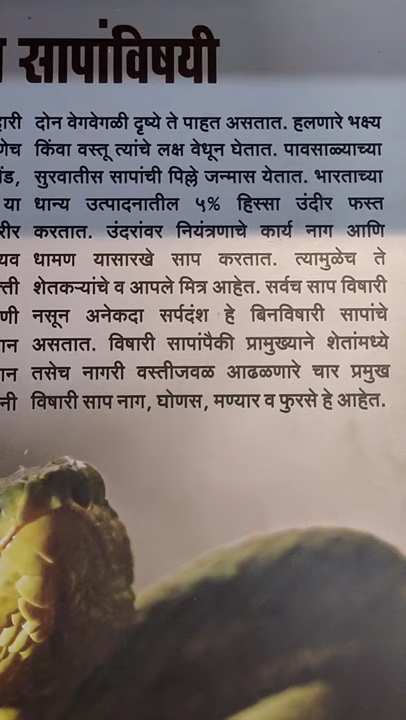 सापांविषयी
दोन वेगवेगळी दृष्ये ते पाहत असतात. हलणारे भक्ष्य
किंवा वस्तू त्यांचे लक्ष वेधून घेतात. पावसाळ्याच्या
सुरवातीस सापांची पिल्ले जन्मास येतात. भारताच्या
या धान्य उत्पादनातील ५% हिस्सा उंदीर फस्त
करतात. उंदरांवर नियंत्रणाचे कार्य नाग आणि
धामण यासारखे साप करतात. त्यामुळेच ते
शेतकऱ्यांचे व आपले मित्र आहेत. सर्वच साप विषारी
नसून अनेकदा सर्पदंश हे बिनविषारी सापांचे
असतात. विषारी सापांपैकी प्रामुख्याने शेतांमध्ये
तसेच नागरी वस्तीजवळ आढळणारे चार प्रमुख
विषारी साप नाग, घोणस, मण्यार व फुरसे हे आहेत.